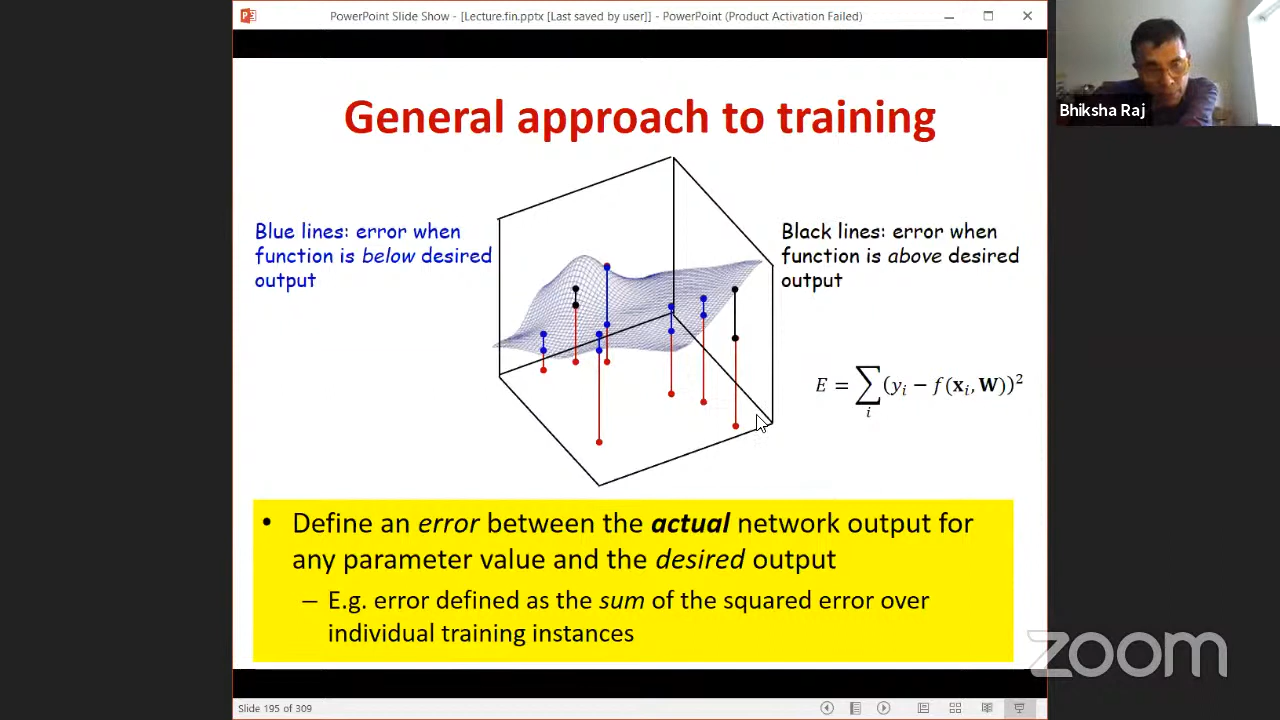 PowerPoint Slide Show - [Lecture.fin.pptx [Last saved by user]] - PowerPoint (Product Activation Failed)
General approach to training
Blue lines: error when
function is below desired
output
Black lines: error when
function is above desired
output
E = ∑_i (y_i − f(x_i, W))²
• Define an error between the actual network output for
any parameter value and the desired output
– E.g. error defined as the sum of the squared error over
individual training instances
Slide 195 of 309
Bhiksha Raj
zoom